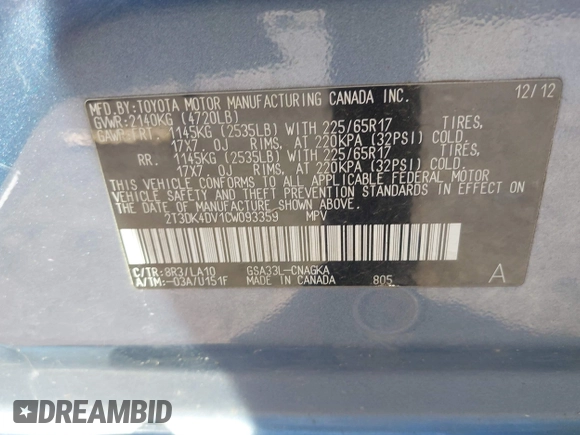 MFD.BY:TOYOTA MOTOR MANUFACTURING CANADA INC. 12/12
GVWR:2140KG (4720LB)
GAWR:FRT. 1145KG (2535LB) WITH 225/65R17 TIRES,
17X7. 0J RIMS, AT 220KPA (32PSI) COLD.
RR. 1145KG (2535LB) WITH 225/65R17 TIRES,
17X7. 0J RIMS, AT 220KPA (32PSI) COLD.
THIS VEHICLE CONFORMS TO ALL APPLICABLE FEDERAL MOTOR
VEHICLE SAFETY AND THEFT PREVENTION STANDARDS IN EFFECT ON
THE DATE OF MANUFACTURE SHOWN ABOVE.
2T3DK4DV1CW093359 MPV
C/TR:8R3/LA10 GSA33L-CNAGKA
A/TM:-03A/U151F MADE IN CANADA 805 A
DREAMBID